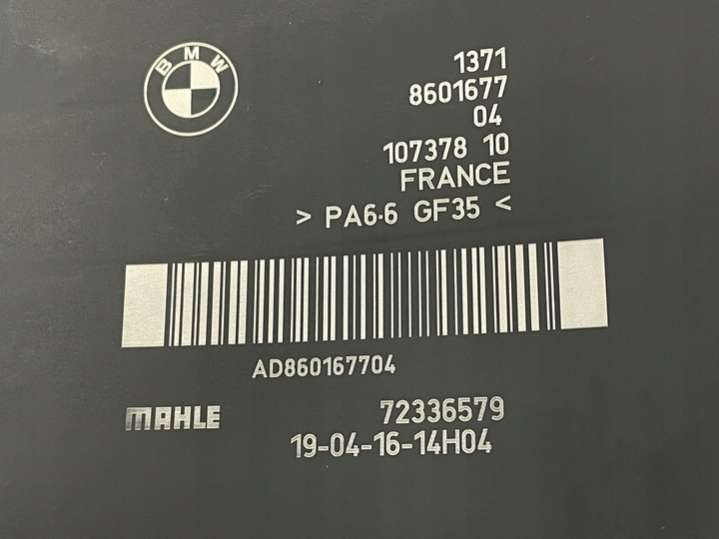 BMW
1371
8601677
04
107378 10
FRANCE
> PA6.6 GF35 <
AD860167704
MAHLE
72336579
19-04-16-14H04